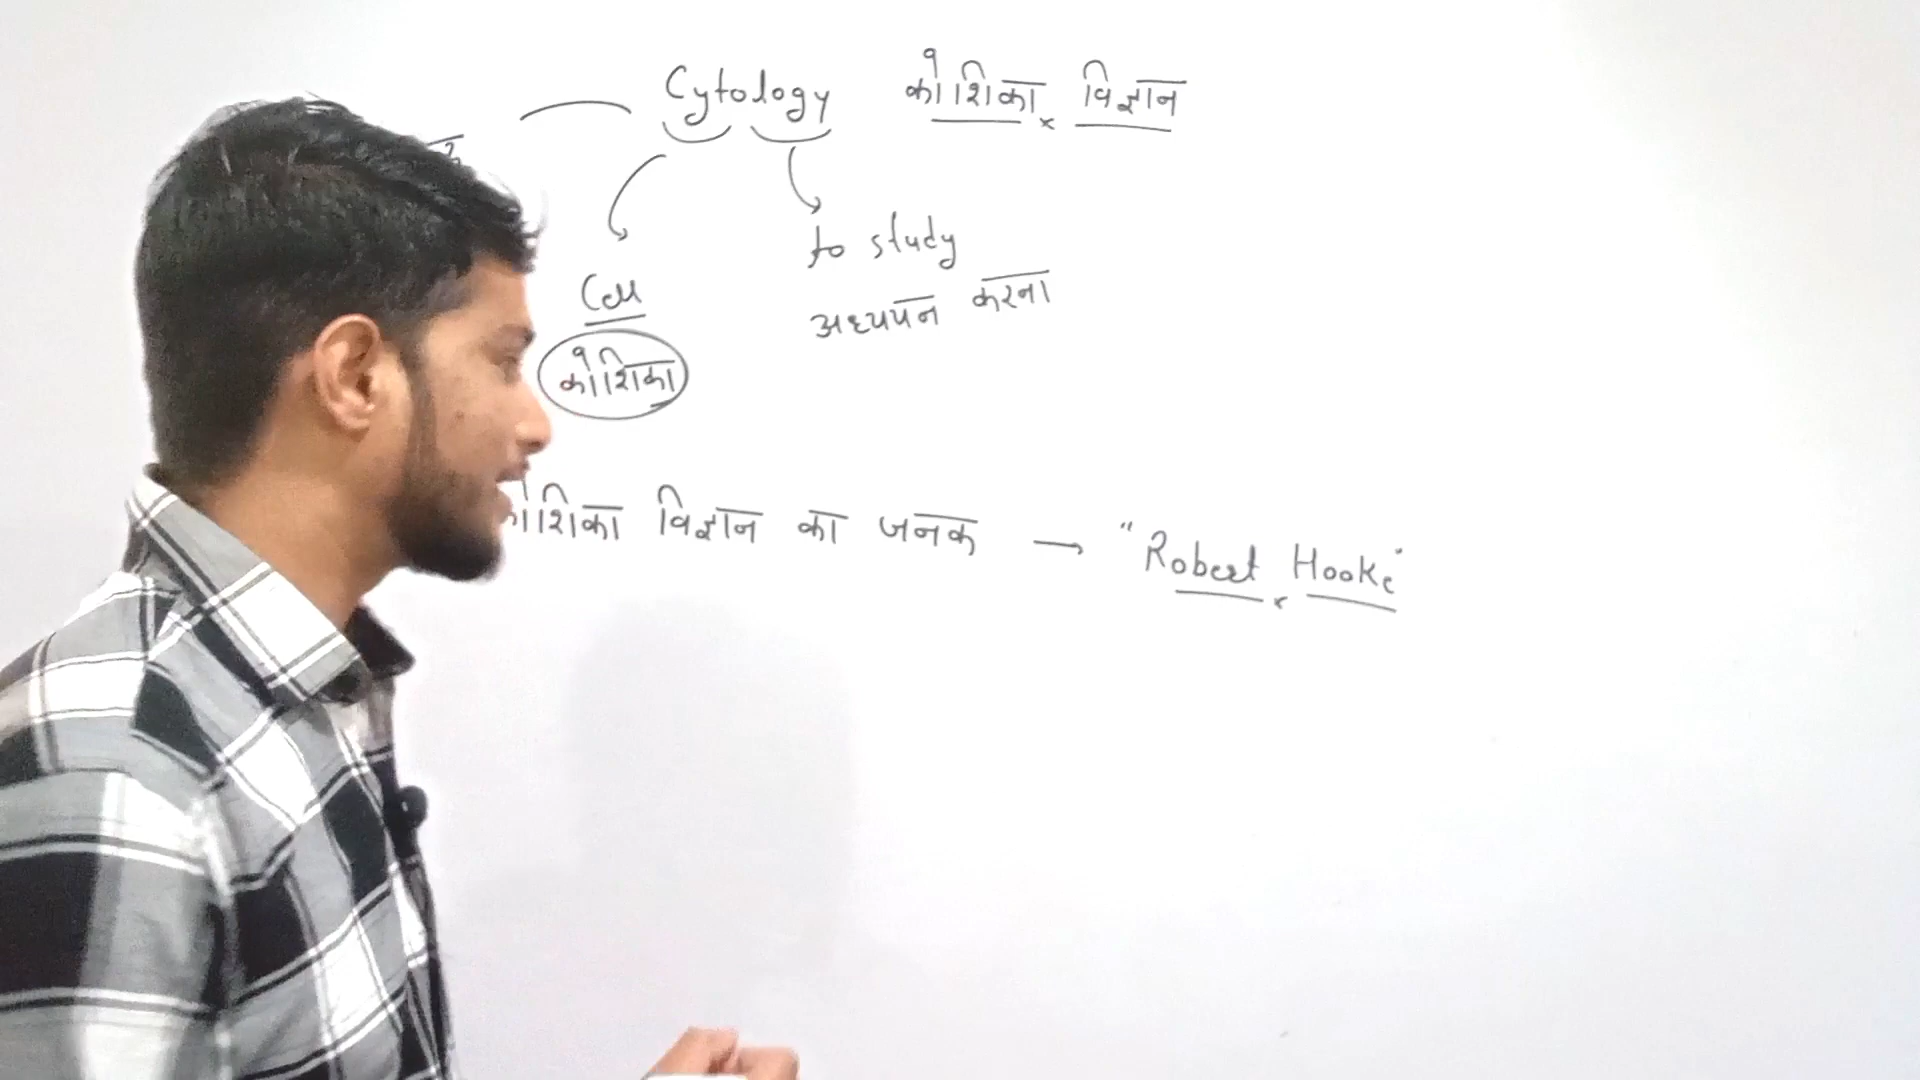 Cytology कोशिका विज्ञान
to study
अध्ययन करना
Cell
कोशिका
कोशिका विज्ञान का जनक → "Robert Hooke"